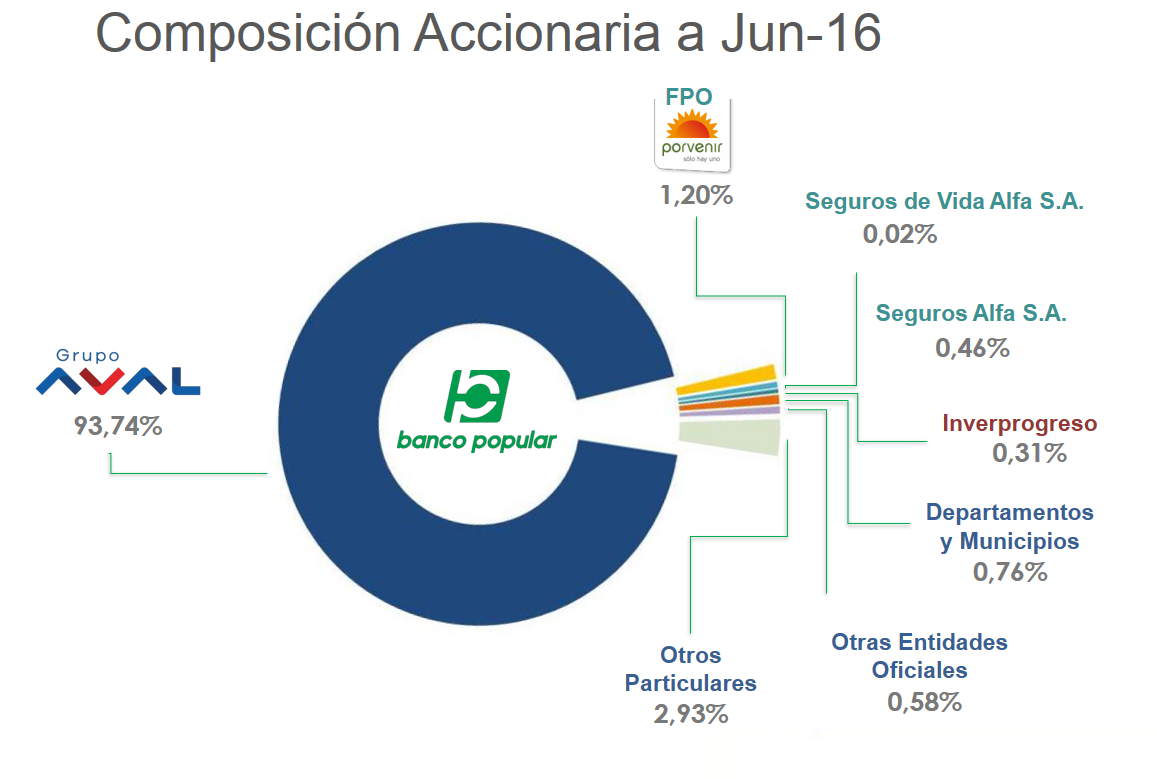 Composición Accionaria a Jun-16
FPO
porvenir
sólo hay uno
1,20%
Seguros de Vida Alfa S.A.
0,02%
Seguros Alfa S.A.
0,46%
Grupo
AVAL
93,74%
banco popular
Inverprogreso
0,31%
Departamentos
y Municipios
0,76%
Otras Entidades
Oficiales
0,58%
Otros
Particulares
2,93%